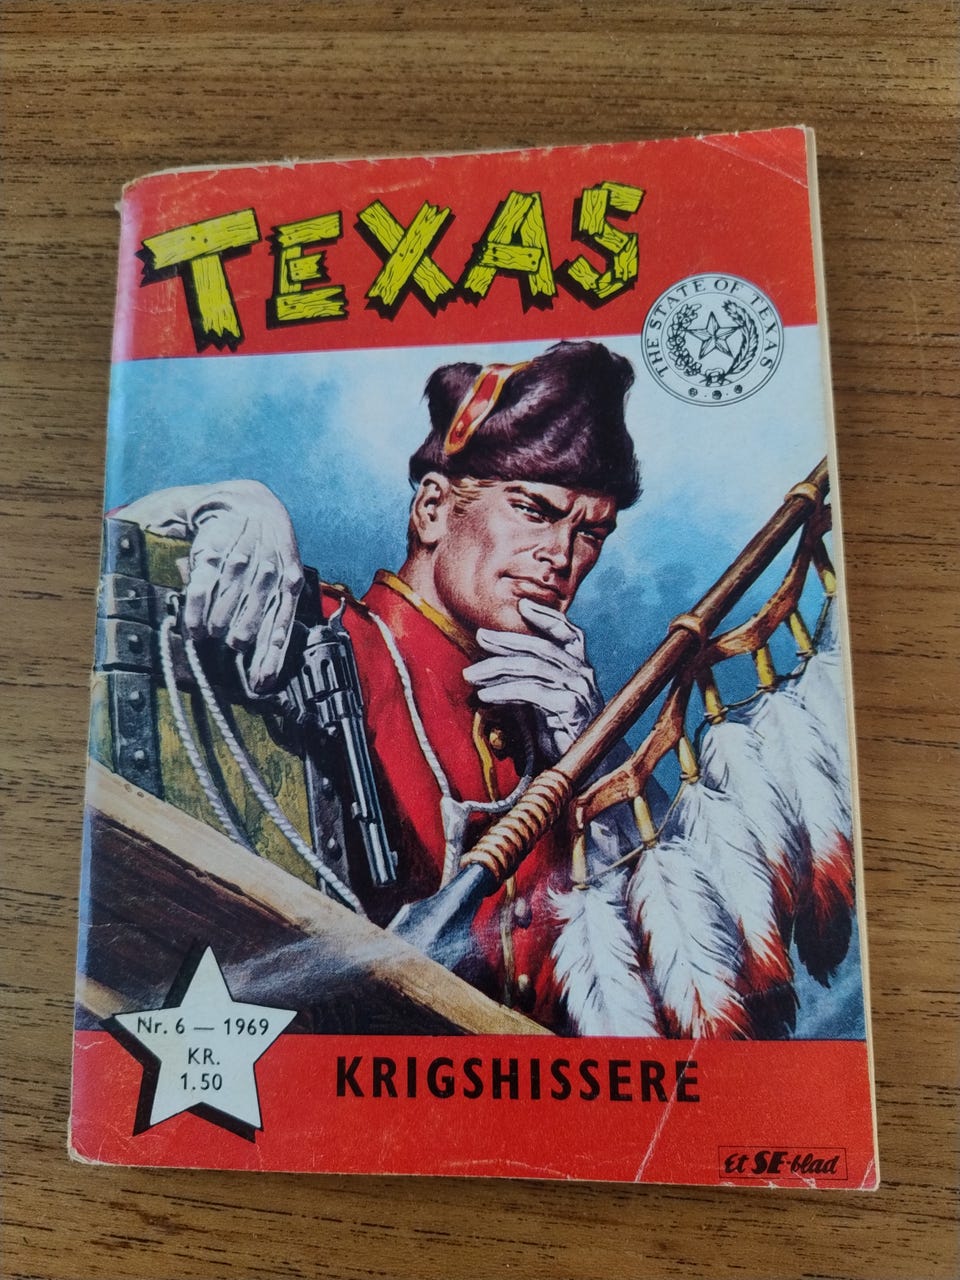 TEXAS
THE STATE OF TEXAS
Nr. 6 — 1969
KR.
1.50
KRIGSHISSERE
Et SE-blad